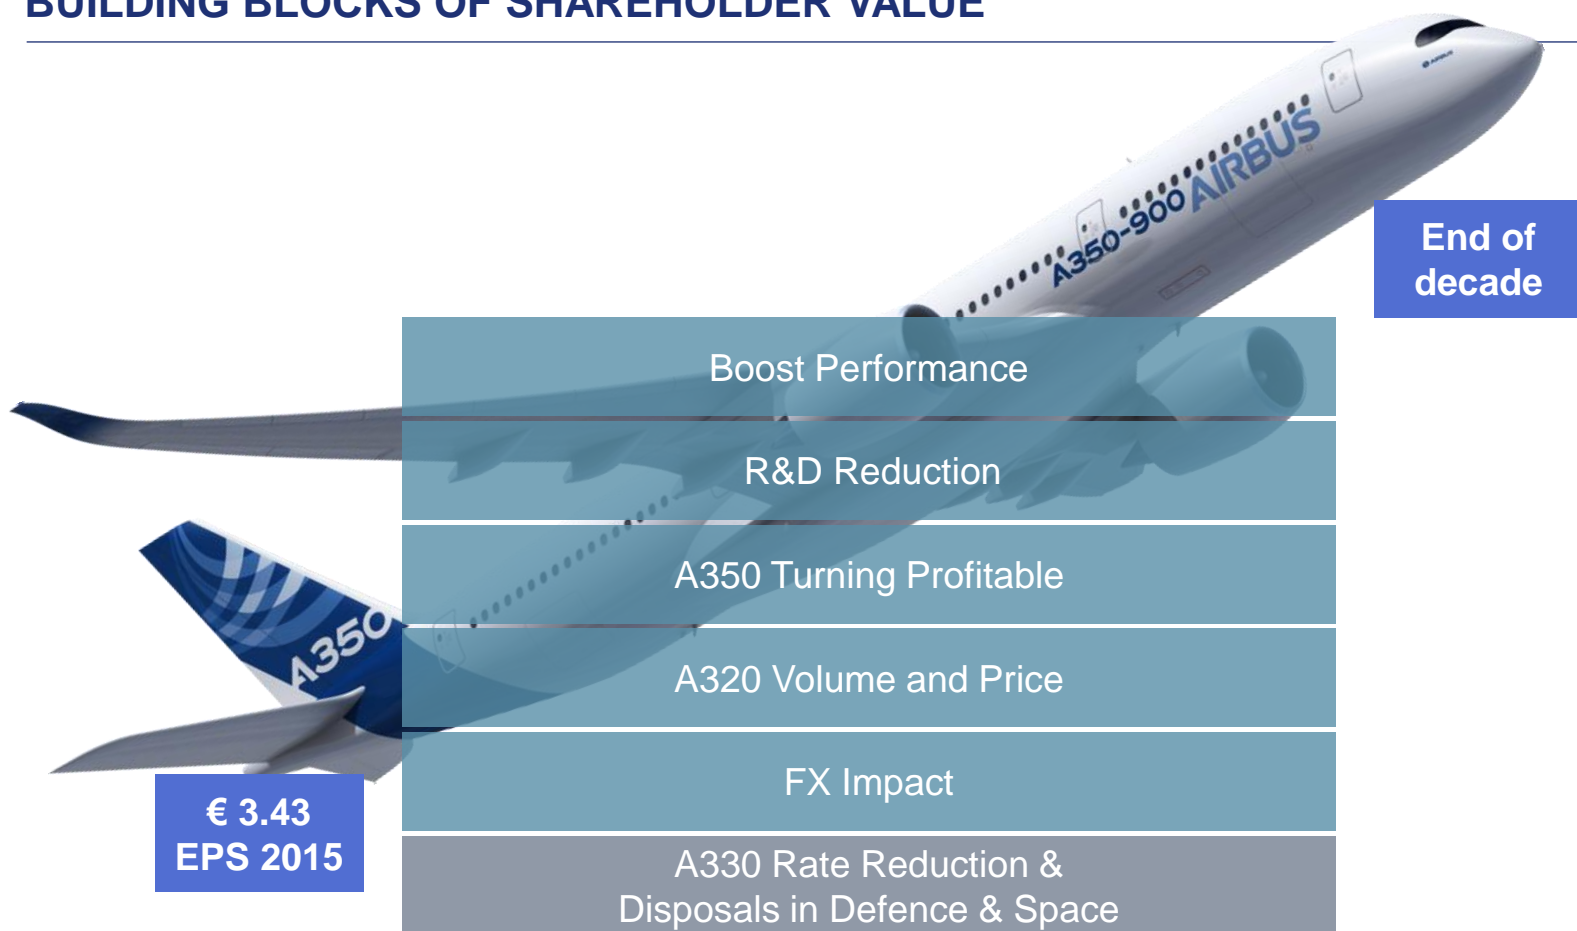 BUILDING BLOCKS OF SHAREHOLDER VALUE
AIRBUS
AIRBUS
A350-900
End of
decade
Boost Performance
R&D Reduction
A350 Turning Profitable
A350
A320 Volume and Price
FX Impact
€ 3.43
EPS 2015
A330 Rate Reduction &
Disposals in Defence & Space